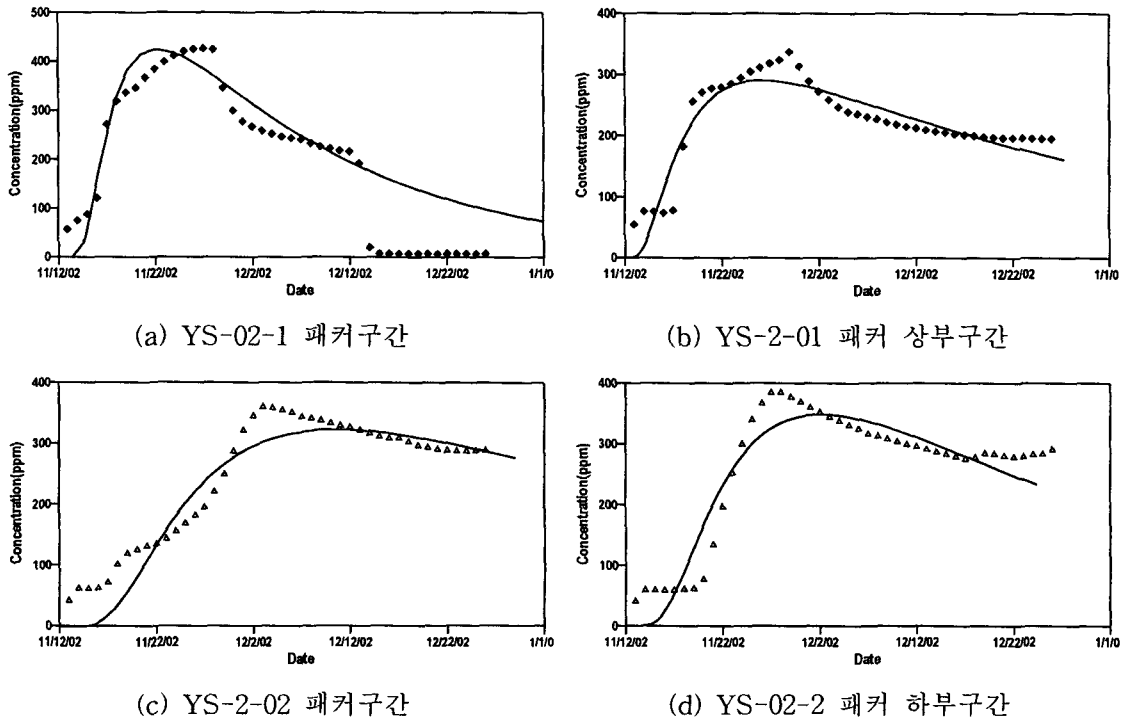 500
400
300
200
100
0
Concentration(ppm)
11/12/02 11/22/02 12/2/02 12/12/02 12/22/02 1/1/0
Date
(a) YS-02-1 패커구간
400
300
200
100
0
Concentration(ppm)
11/12/02 11/22/02 12/2/02 12/12/02 12/22/02 1/1/0
Date
(b) YS-2-01 패커 상부구간
400
300
200
100
0
Concentration(ppm)
11/12/02 11/22/02 12/2/02 12/12/02 12/22/02 1/1/0
Date
(c) YS-2-02 패커구간
400
300
200
100
0
Concentration(ppm)
11/12/02 11/22/02 12/2/02 12/12/02 12/22/02 1/1/0
Date
(d) YS-02-2 패커 하부구간